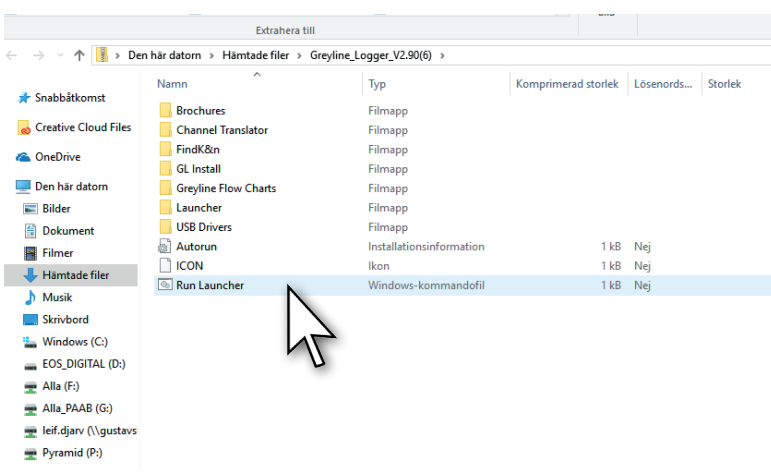 Extrahera till
Den här datorn › Hämtade filer › Greyline_Logger_V2.90(6) ›
Namn Typ Komprimerad storlek Lösenords... Storlek
Snabbåtkomst
Creative Cloud Files
OneDrive
Den här datorn
Bilder
Dokument
Filmer
Hämtade filer
Musik
Skrivbord
Windows (C:)
EOS_DIGITAL (D:)
Alla (F:)
Alla_PAAB (G:)
leif.djarv (\\gustavs
Pyramid (P:)
Brochures Filmapp
Channel Translator Filmapp
FindK&n Filmapp
GL Install Filmapp
Greyline Flow Charts Filmapp
Launcher Filmapp
USB Drivers Filmapp
Autorun Installationsinformation 1 kB Nej
ICON Ikon 1 kB Nej
Run Launcher Windows-kommandofil 1 kB Nej